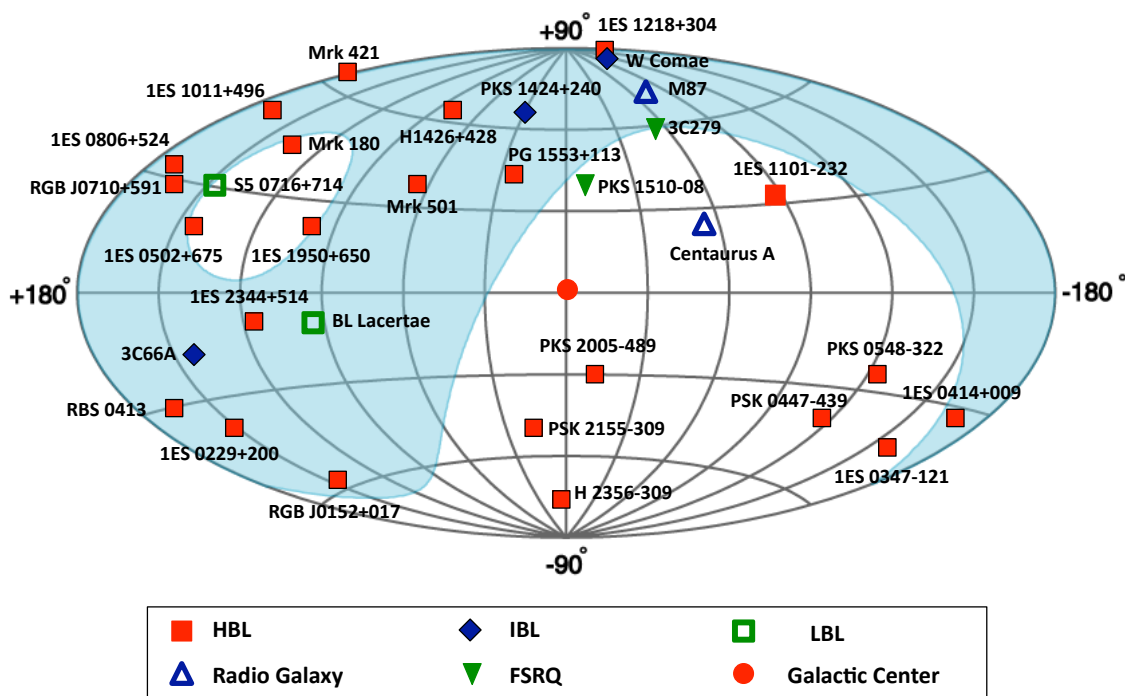 1ES 1218+304
+90°
Mrk 421
W Comae
1ES 1011+496
PKS 1424+240
M87
3C279
1ES 0806+524
Mrk 180
H1426+428
PG 1553+113
1ES 1101-232
RGB J0710+591
S5 0716+714
PKS 1510-08
Mrk 501
1ES 0502+675
1ES 1950+650
Centaurus A
+180°
-180°
1ES 2344+514
BL Lacertae
3C66A
PKS 2005-489
PKS 0548-322
RBS 0413
PSK 0447-439
1ES 0414+009
PSK 2155-309
1ES 0229+200
1ES 0347-121
H 2356-309
RGB J0152+017
-90°
HBL
IBL
LBL
Radio Galaxy
FSRQ
Galactic Center